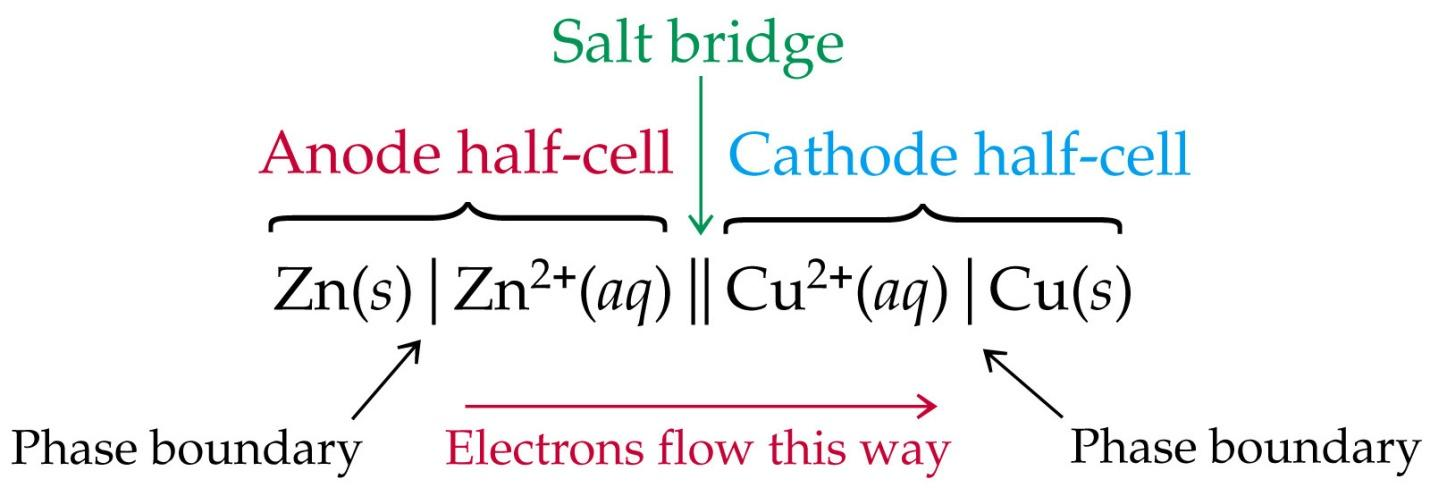 Salt bridge
Anode half-cell Cathode half-cell
Zn(s) | Zn²⁺(aq) || Cu²⁺(aq) | Cu(s)
Phase boundary Electrons flow this way Phase boundary